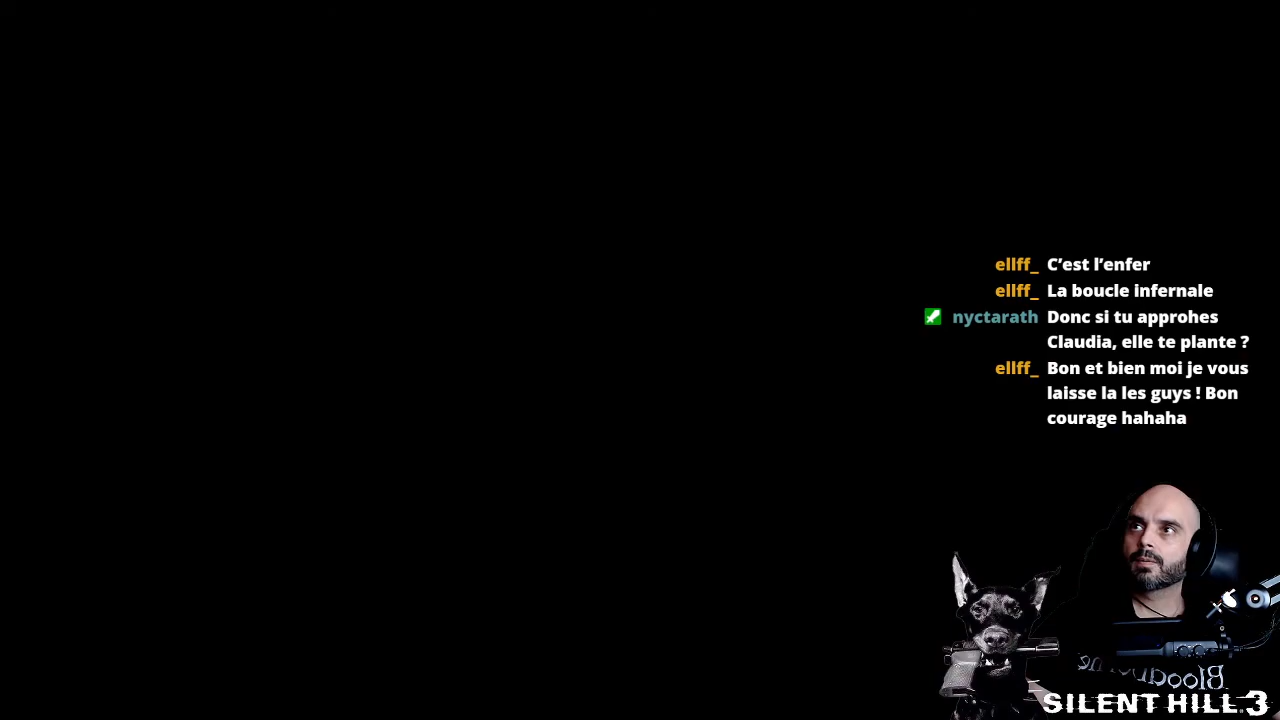 ellff_ C’est l’enfer
ellff_ La boucle infernale
nyctarath Donc si tu approhes
Claudia, elle te plante ?
ellff_ Bon et bien moi je vous
laisse la les guys ! Bon
courage hahaha
SILENT HILL 3